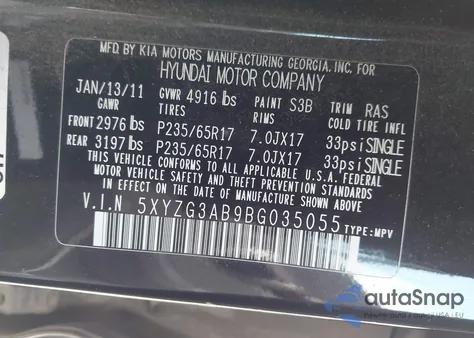 MFD. BY KIA MOTORS MANUFACTURING GEORGIA, INC. FOR
HYUNDAI MOTOR COMPANY
JAN/13/11 GVWR 4916 lbs PAINT S3B TRIM RAS
GAWR TIRES RIMS COLD TIRE INFL
FRONT 2976 lbs P235/65R17 7.0JX17 33psi SINGLE
REAR 3197 lbs P235/65R17 7.0JX17 33psi SINGLE
THIS VEHICLE CONFORMS TO ALL APPLICABLE U.S.A. FEDERAL
MOTOR VEHICLE SAFETY AND THEFT PREVENTION STANDARDS
IN EFFECT ON THE DATE OF MANUFACTURE SHOWN ABOVE.
V.I.N 5XYZG3AB9BG035055 TYPE: MPV
autoSnap